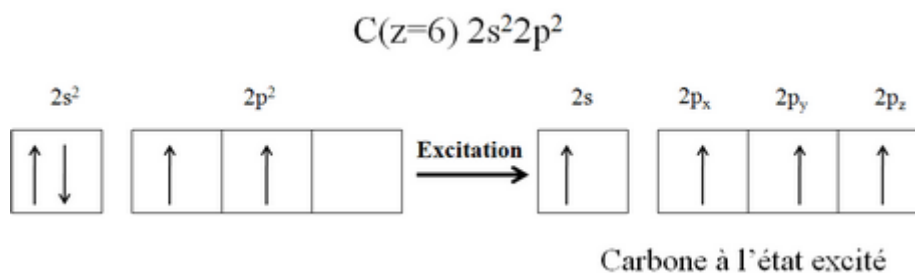 C(z=6) 2s²2p²
2s² 2p² 2s 2pₓ 2pᵧ 2p_z
Excitation
Carbone à l'état excité